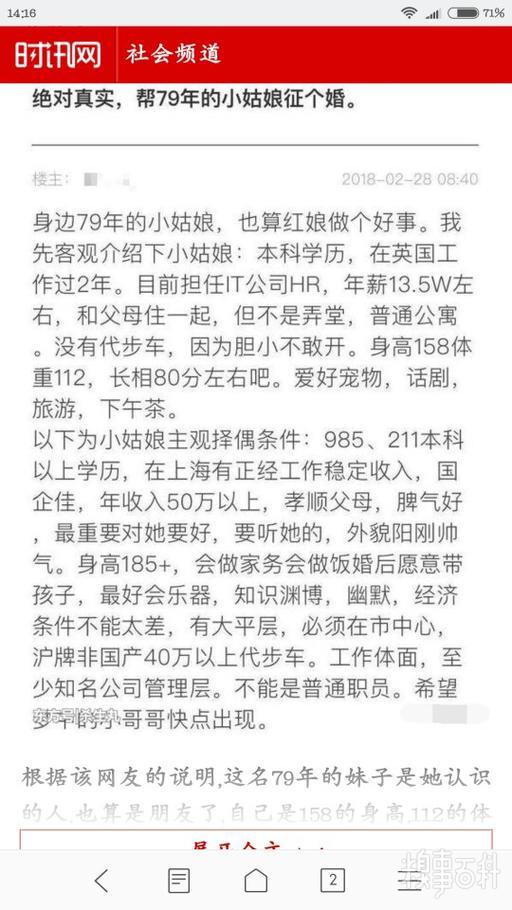 14:16
71%
时讯网 社会频道
绝对真实，帮79年的小姑娘征个婚。
楼主：
2018-02-28 08:40
身边79年的小姑娘，也算红娘做个好事。我
先客观介绍下小姑娘：本科学历，在英国工
作过2年。目前担任IT公司HR，年薪13.5W左
右，和父母住一起，但不是弄堂，普通公寓
。没有代步车，因为胆小不敢开。身高158体
重112，长相80分左右吧。爱好宠物，话剧，
旅游，下午茶。
以下为小姑娘主观择偶条件：985、211本科
以上学历，在上海有正经工作稳定收入，国
企佳，年收入50万以上，孝顺父母，脾气好
，最重要对她要好，要听她的，外貌阳刚帅
气。身高185+，会做家务会做饭婚后愿意带
孩子，最好会乐器，知识渊博，幽默，经济
条件不能太差，有大平层，必须在市中心，
沪牌非国产40万以上代步车。工作体面，至
少知名公司管理层。不能是普通职员。希望
梦中的小哥哥快点出现。
根据该网友的说明,这名79年的妹子是她认识
的人,也算是朋友了,自己是158的身高,112的体
2
糗事百科